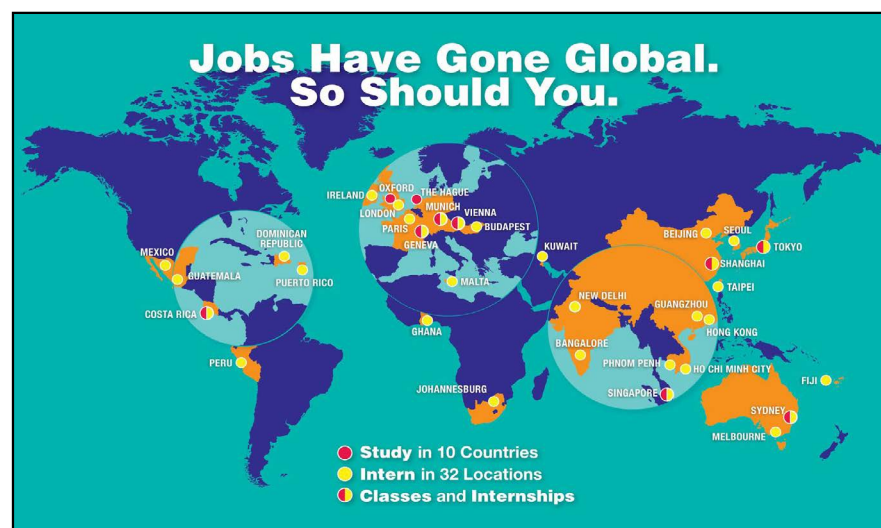 Jobs Have Gone Global.
So Should You.
IRELAND
OXFORD
THE HAGUE
LONDON
MUNICH
VIENNA
PARIS
BUDAPEST
GENEVA
MALTA
KUWAIT
BEIJING
SEOUL
TOKYO
SHANGHAI
TAIPEI
DOMINICAN
REPUBLIC
MEXICO
GUATEMALA
PUERTO RICO
COSTA RICA
PERU
GHANA
JOHANNESBURG
NEW DELHI
GUANGZHOU
HONG KONG
BANGALORE
PHNOM PENH
HO CHI MINH CITY
SINGAPORE
FIJI
SYDNEY
MELBOURNE
Study in 10 Countries
Intern in 32 Locations
Classes and Internships